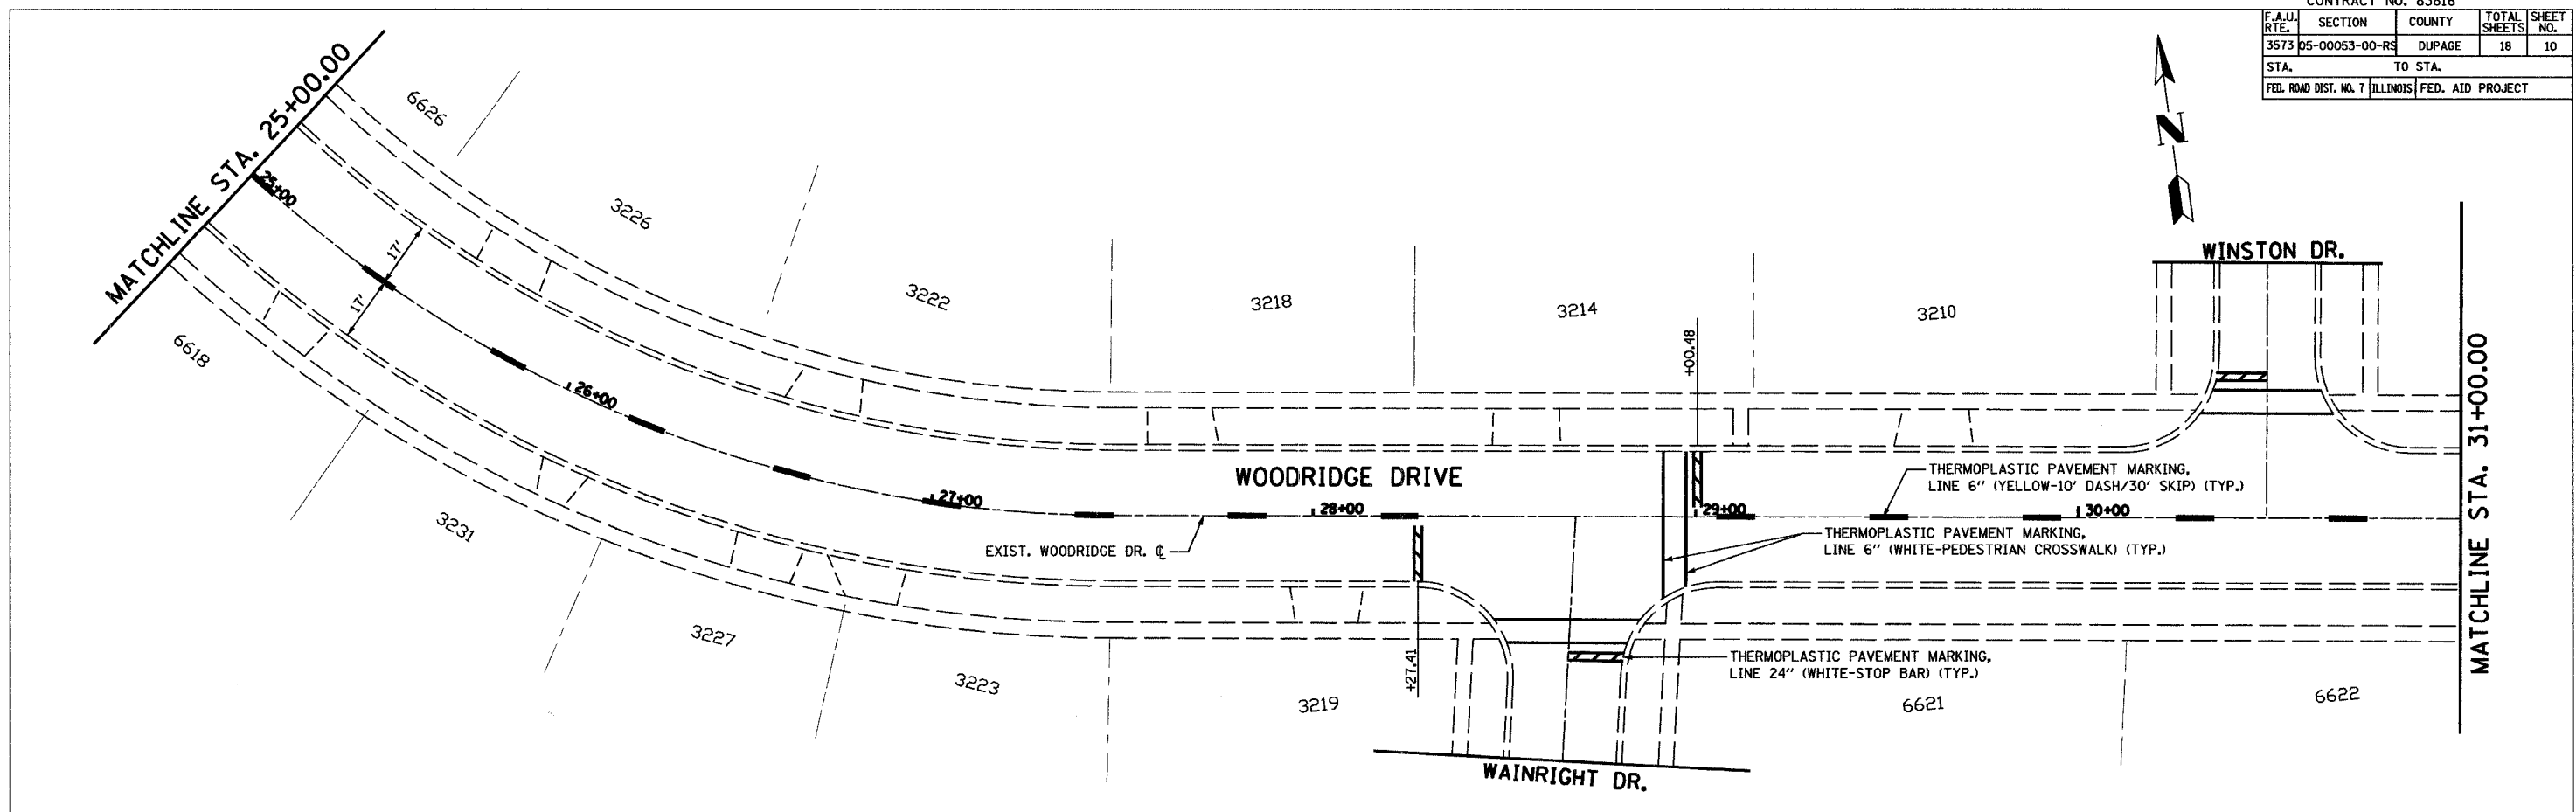 CONTRACT NO. 83816
F.A.U. RTE. SECTION COUNTY TOTAL SHEETS SHEET NO.
3573 05-00053-00-RS DUPAGE 18 10
STA. TO STA.
FED. ROAD DIST. NO. 7 ILLINOIS FED. AID PROJECT
MATCHLINE STA. 25+00.00
25+00
17'
17'
6626
3226
3222
3218
3214
3210
N
WINSTON DR.
MATCHLINE STA. 31+00.00
6618
26+00
27+00
28+00
29+00
30+00
+00.48
WOODRIDGE DRIVE
THERMOPLASTIC PAVEMENT MARKING,
LINE 6" (YELLOW-10' DASH/30' SKIP) (TYP.)
EXIST. WOODRIDGE DR. ℄
THERMOPLASTIC PAVEMENT MARKING,
LINE 6" (WHITE-PEDESTRIAN CROSSWALK) (TYP.)
3231
3227
3223
3219
+27.41
THERMOPLASTIC PAVEMENT MARKING,
LINE 24" (WHITE-STOP BAR) (TYP.)
6621
6622
WAINRIGHT DR.